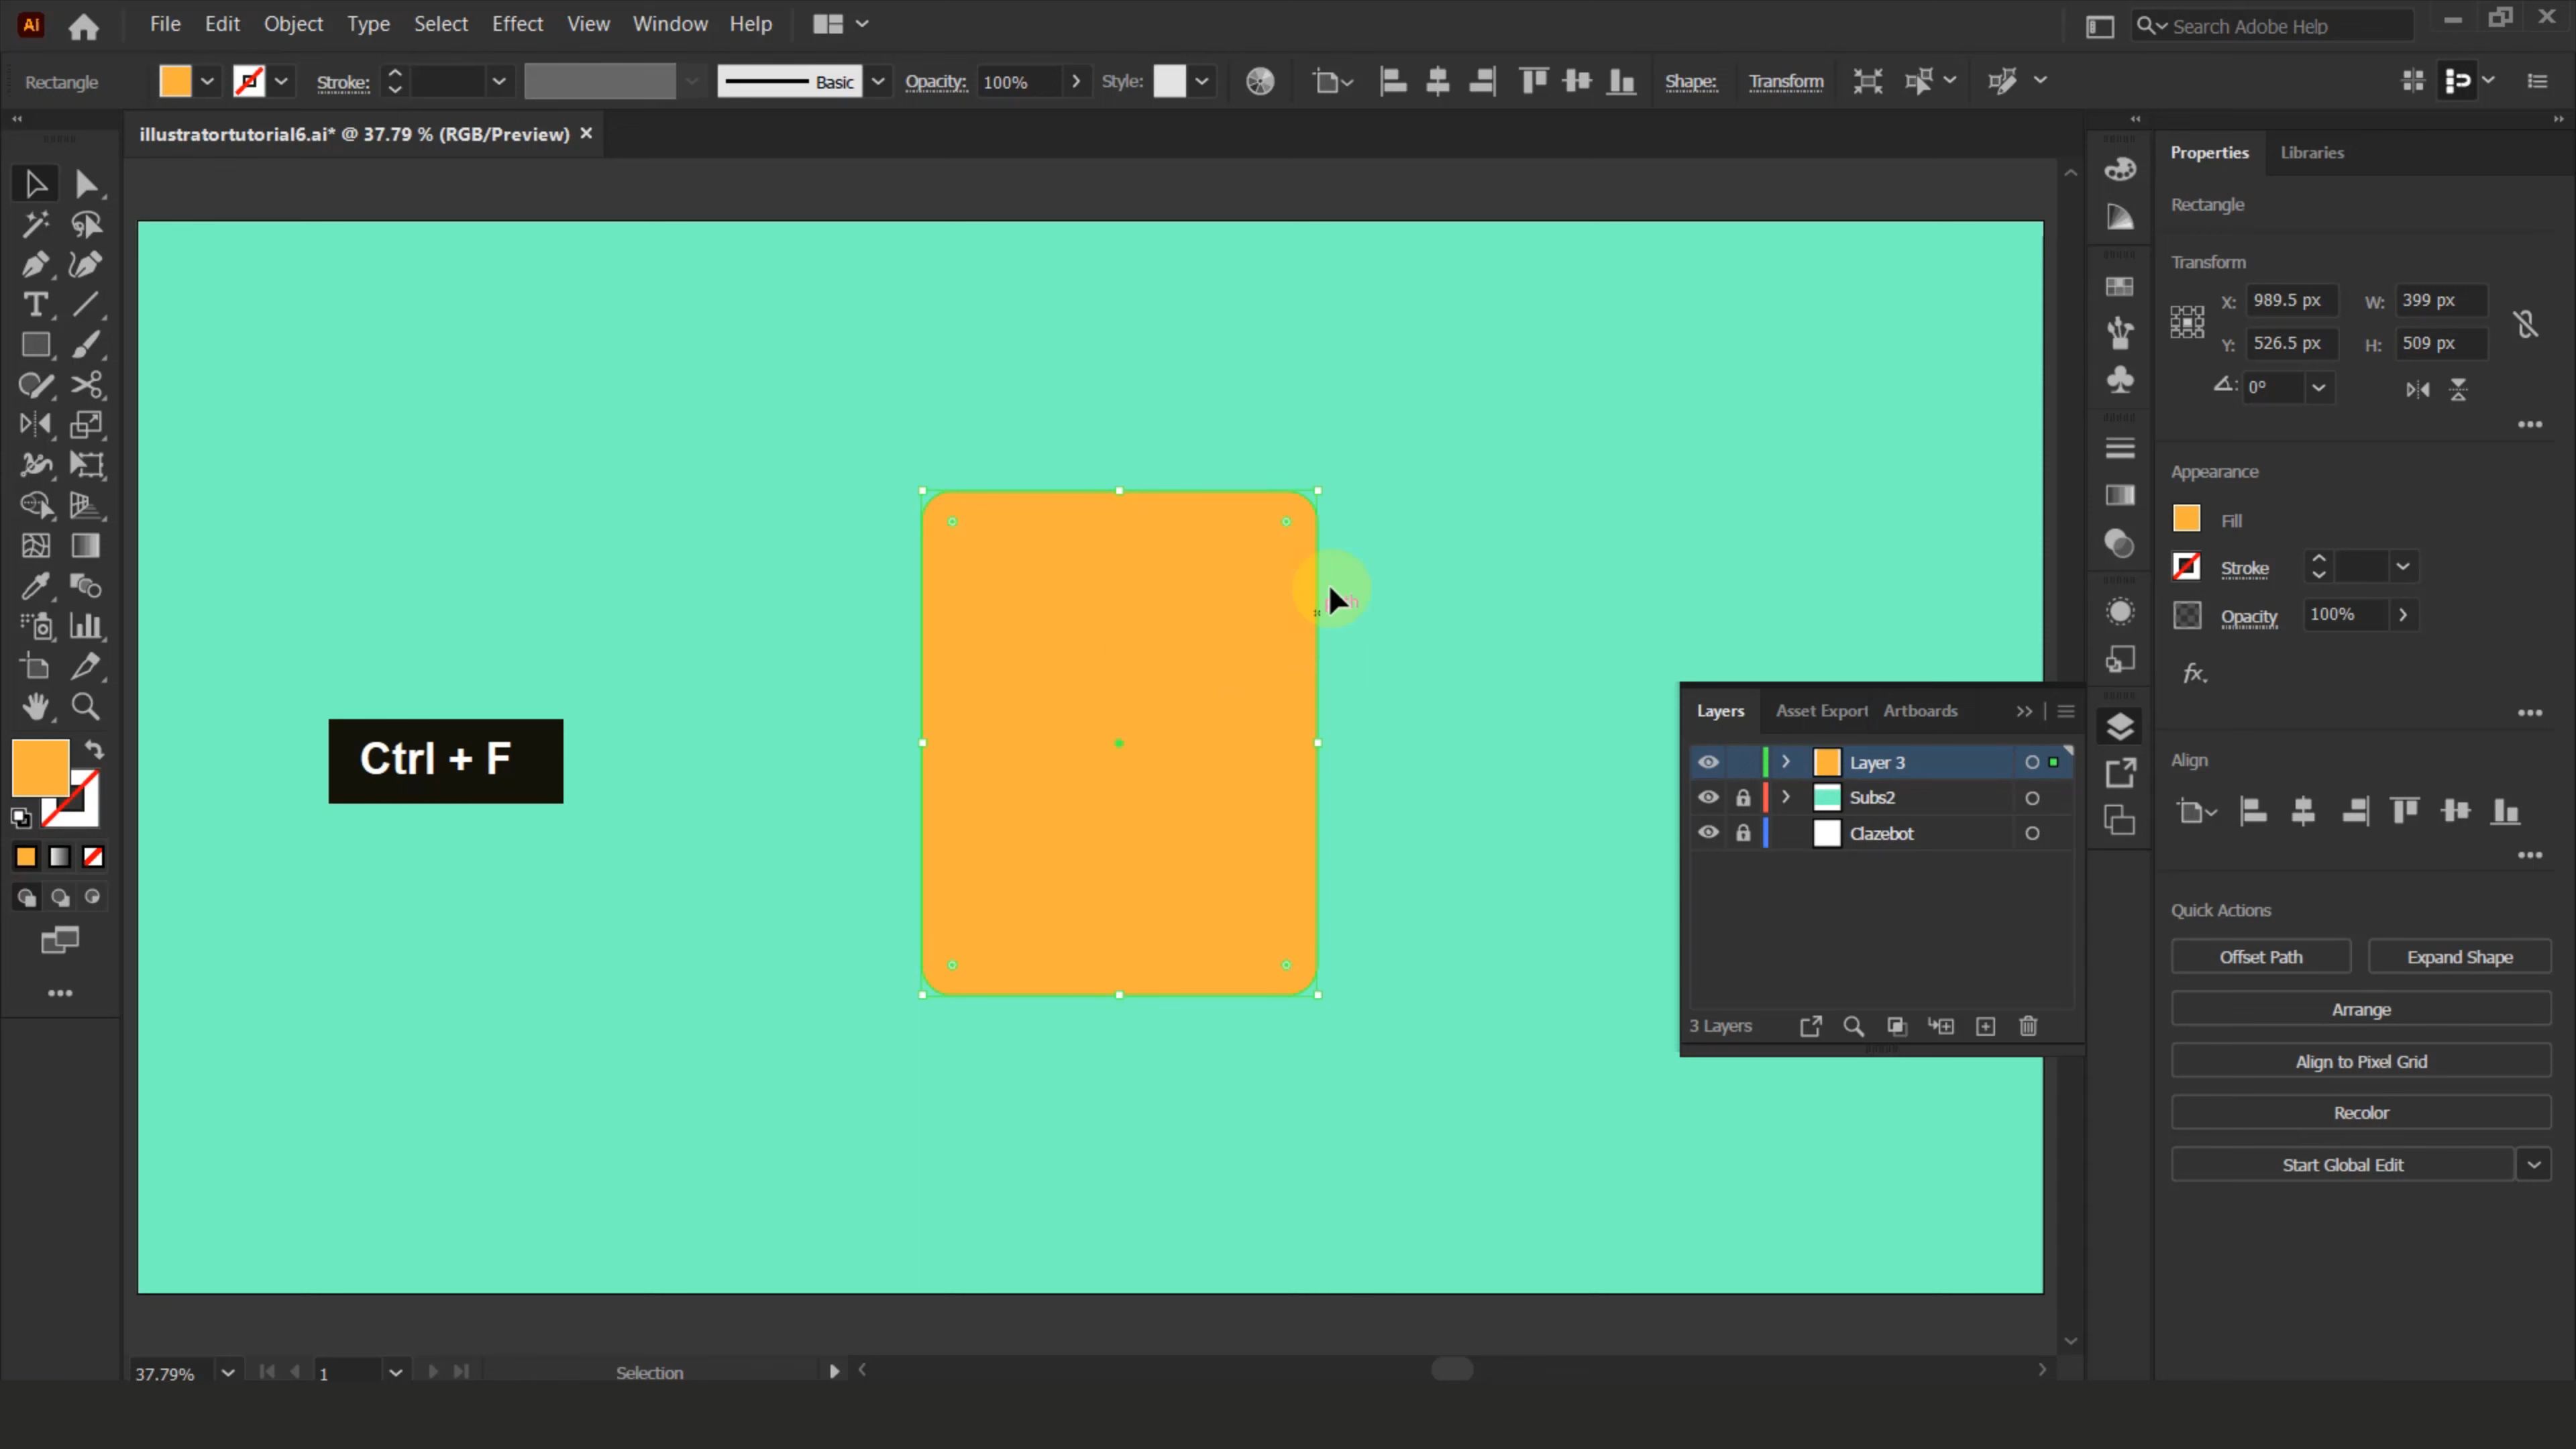 Ai File Edit Object Type Select Effect View Window Help Search Adobe Help
Rectangle Stroke: Basic Opacity: 100% Style: Shape: Transform
illustratortutorial6.ai* @ 37.79 % (RGB/Preview) ×
Properties Libraries
Rectangle
Transform
X: 989.5 px W: 399 px
Y: 526.5 px H: 509 px
0°
Appearance
Fill
Stroke
Opacity 100%
fx.
Ctrl + F
Layers Asset Export Artboards
Layer 3
Subs2
Clazebot
3 Layers
Align
Quick Actions
Offset Path Expand Shape
Arrange
Align to Pixel Grid
Recolor
Start Global Edit
37.79% 1 Selection